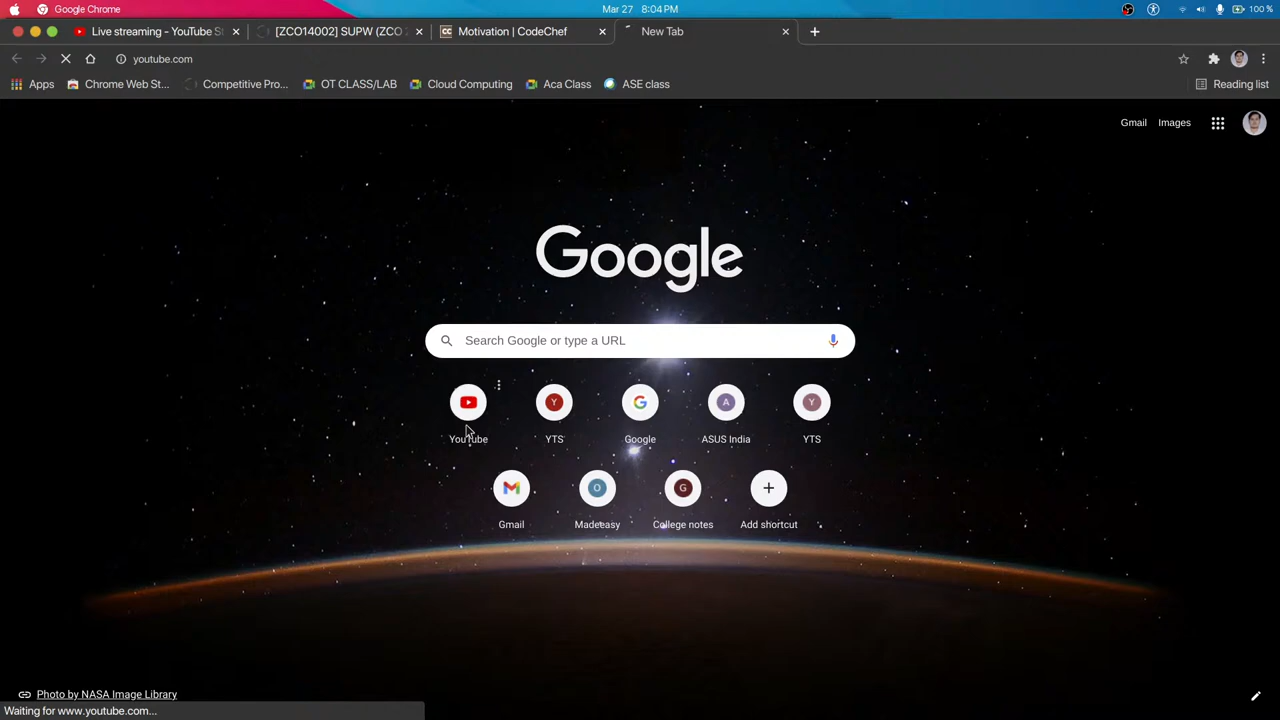 Google Chrome
Mar 27 8:04 PM
100 %
Live streaming - YouTube S
[ZCO14002] SUPW (ZCO 2
CC Motivation | CodeChef
New Tab
youtube.com
Apps
Chrome Web St...
Competitive Pro...
OT CLASS/LAB
Cloud Computing
Aca Class
ASE class
Reading list
Gmail
Images
Google
Search Google or type a URL
Y
G
A
Y
YouTube
YTS
Google
ASUS India
YTS
M
O
G
Gmail
Madeeasy
College notes
Add shortcut
Photo by NASA Image Library
Waiting for www.youtube.com...